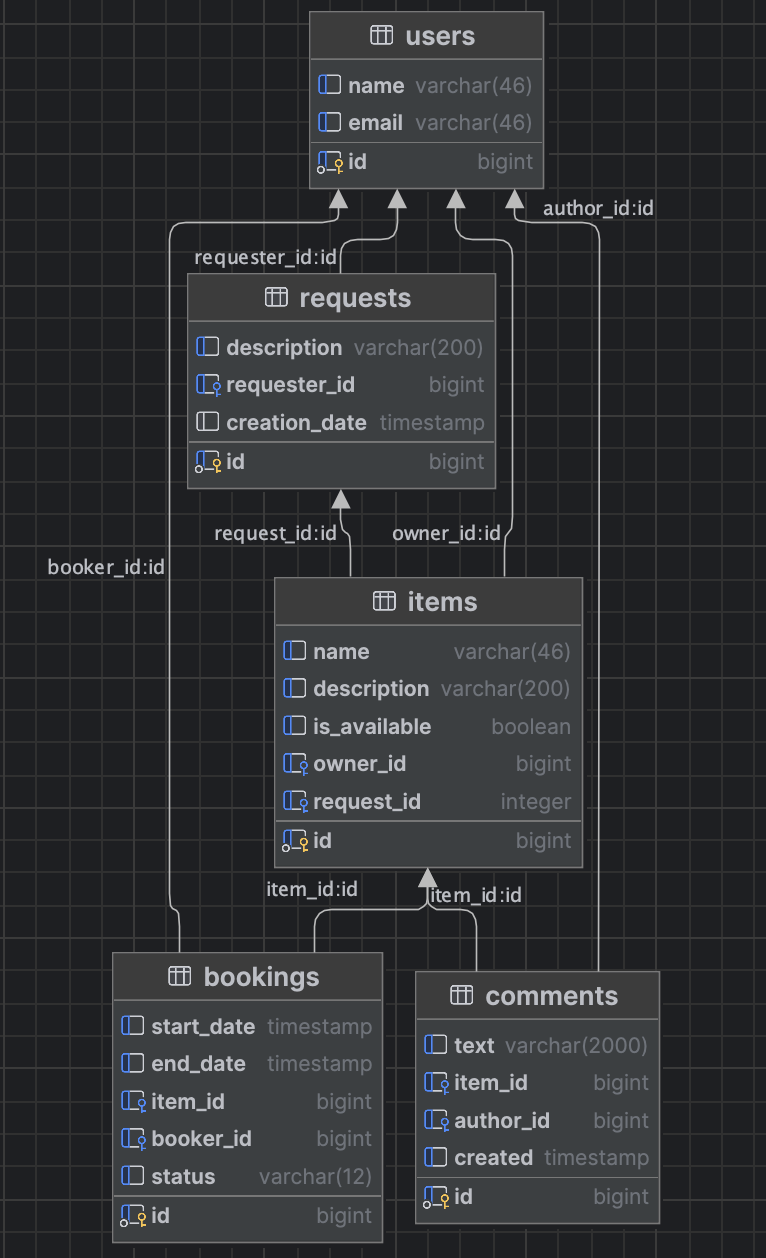 users
name varchar(46)
email varchar(46)
id bigint
author_id:id
requester_id:id
requests
description varchar(200)
requester_id bigint
creation_date timestamp
id bigint
request_id:id
owner_id:id
booker_id:id
items
name varchar(46)
description varchar(200)
is_available boolean
owner_id bigint
request_id integer
id bigint
item_id:id
item_id:id
bookings
start_date timestamp
end_date timestamp
item_id bigint
booker_id bigint
status varchar(12)
id bigint
comments
text varchar(2000)
item_id bigint
author_id bigint
created timestamp
id bigint